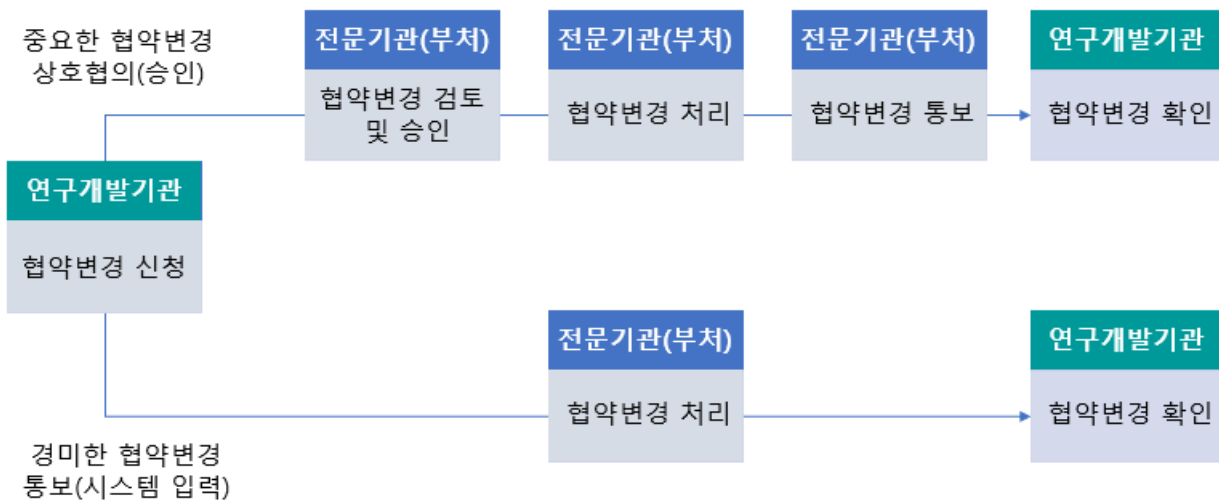 중요한 협약변경
상호협의(승인)
전문기관(부처)
협약변경 검토
및 승인
전문기관(부처)
협약변경 처리
전문기관(부처)
협약변경 통보
연구개발기관
협약변경 확인
연구개발기관
협약변경 신청
전문기관(부처)
협약변경 처리
연구개발기관
협약변경 확인
경미한 협약변경
통보(시스템 입력)